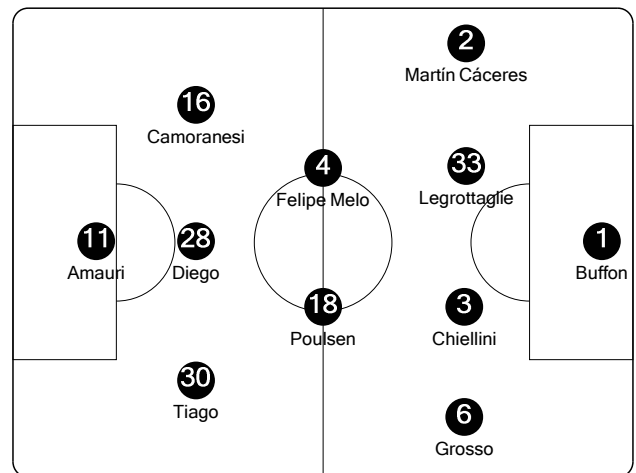 2
Martín Cáceres
16
Camoranesi
4
Felipe Melo
33
Legrottaglie
11
Amauri
28
Diego
1
Buffon
18
Poulsen
3
Chiellini
30
Tiago
6
Grosso